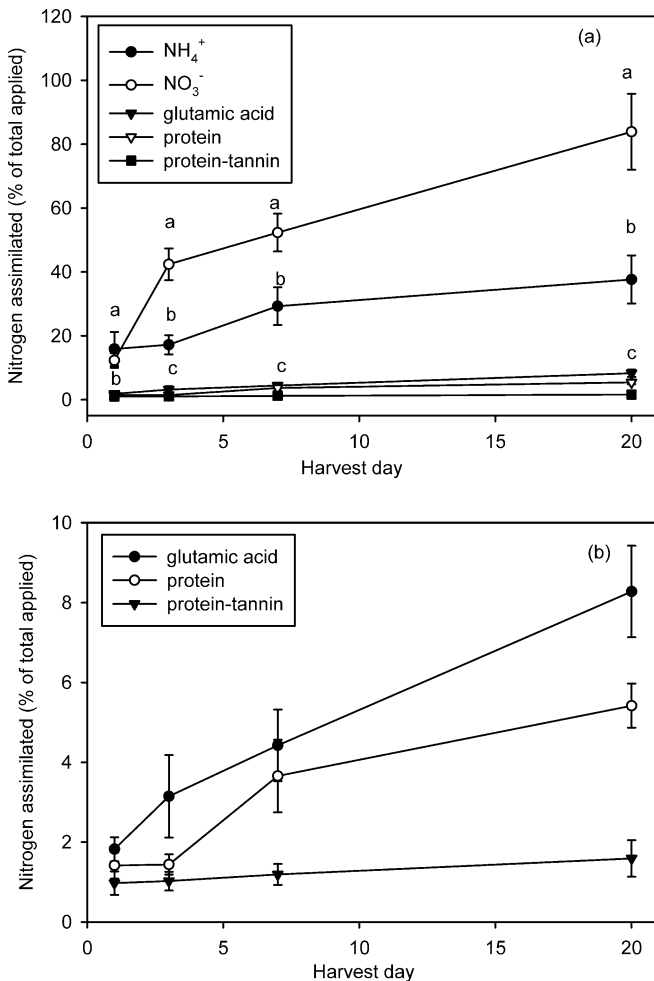 120
(a)
NH₄⁺
NO₃⁻
100
glutamic acid
protein
protein-tannin
a
80
a
60
a
b
40
b
a
b
20
c
c
c
b
0
0
5
10
15
20
Nitrogen assimilated (% of total applied)
Harvest day
10
glutamic acid
(b)
protein
8
protein-tannin
6
4
2
0
0
5
10
15
20
Nitrogen assimilated (% of total applied)
Harvest day